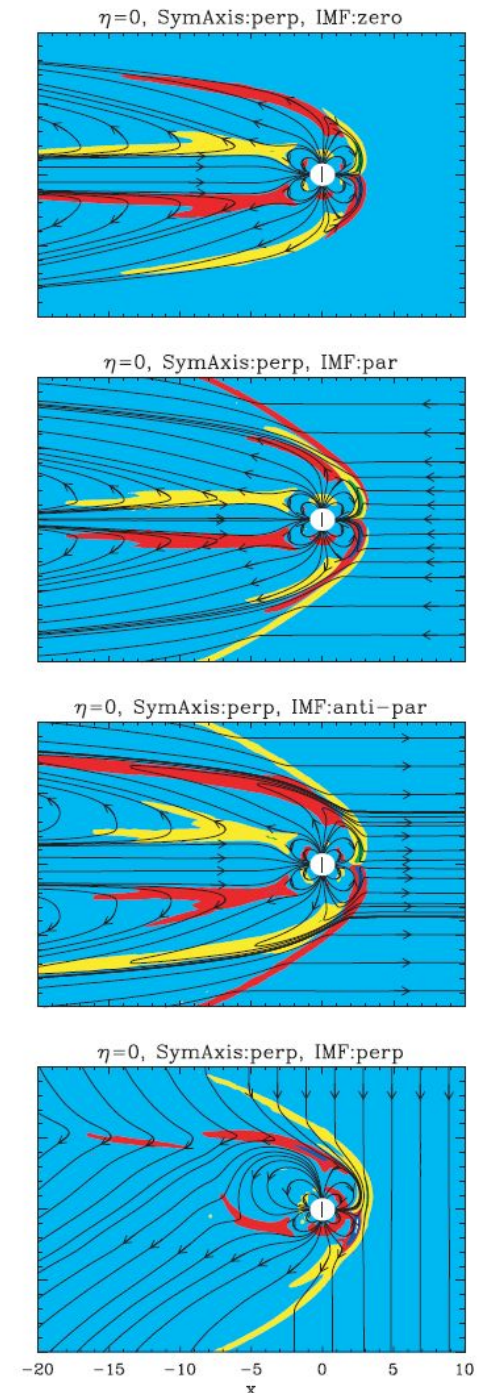 η=0, SymAxis:perp, IMF:zero
η=0, SymAxis:perp, IMF:par
η=0, SymAxis:perp, IMF:anti-par
η=0, SymAxis:perp, IMF:perp
-20 -15 -10 -5 0 5 10
x